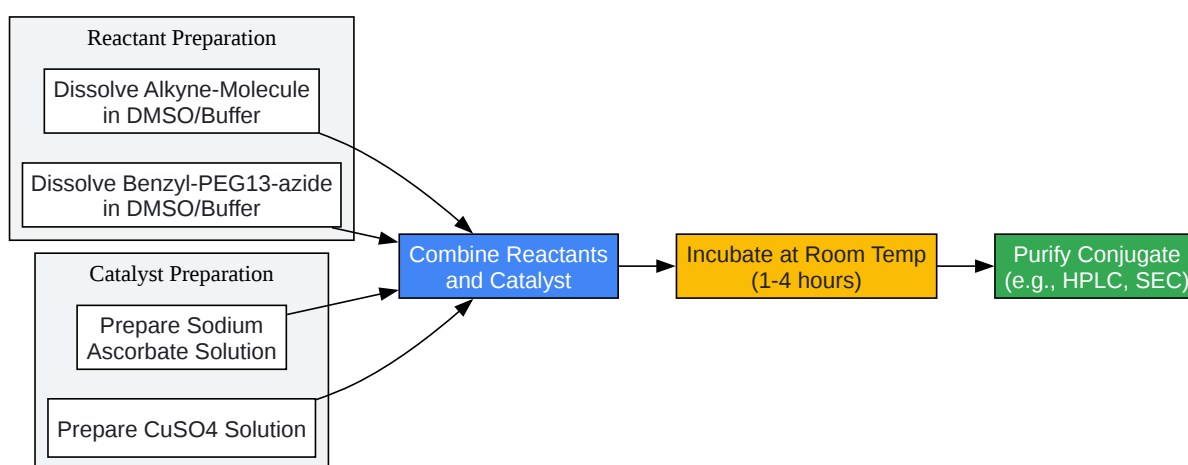 Reactant Preparation
Dissolve Alkyne-Molecule
in DMSO/Buffer
Dissolve Benzyl-PEG13-azide
in DMSO/Buffer
Catalyst Preparation
Prepare Sodium
Ascorbate Solution
Prepare CuSO4 Solution
Combine Reactants
and Catalyst
Incubate at Room Temp
(1-4 hours)
Purify Conjugate
(e.g., HPLC, SEC)